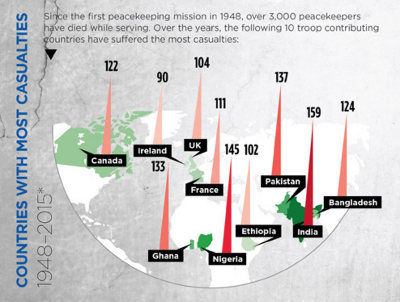 Since the first peacekeeping mission in 1948, over 3,000 peacekeepers
have died while serving. Over the years, the following 10 troop contributing
countries have suffered the most casualties:
COUNTRIES WITH MOST CASUALTIES
1948-2015*
122
90
104
111
137
159
124
133
145
102
Canada
Ireland
UK
France
Pakistan
Bangladesh
Ghana
Nigeria
Ethiopia
India